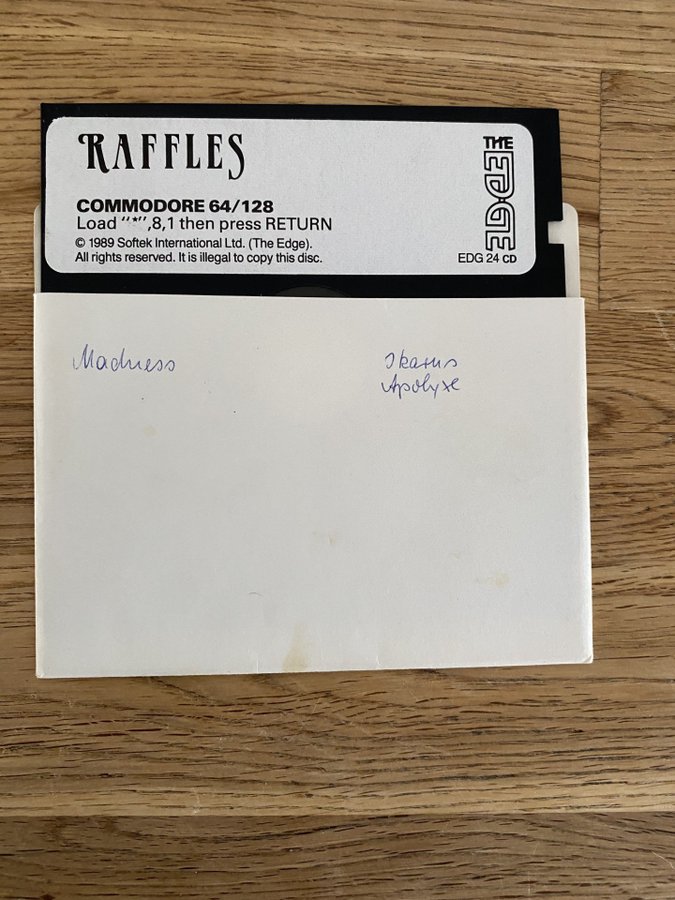 RAFFLES
THE EDGE
COMMODORE 64/128
Load "*",8,1 then press RETURN
© 1989 Softek International Ltd. (The Edge).
All rights reserved. It is illegal to copy this disc.
EDG 24 CD
Madness
Ikarus
Apolyxe